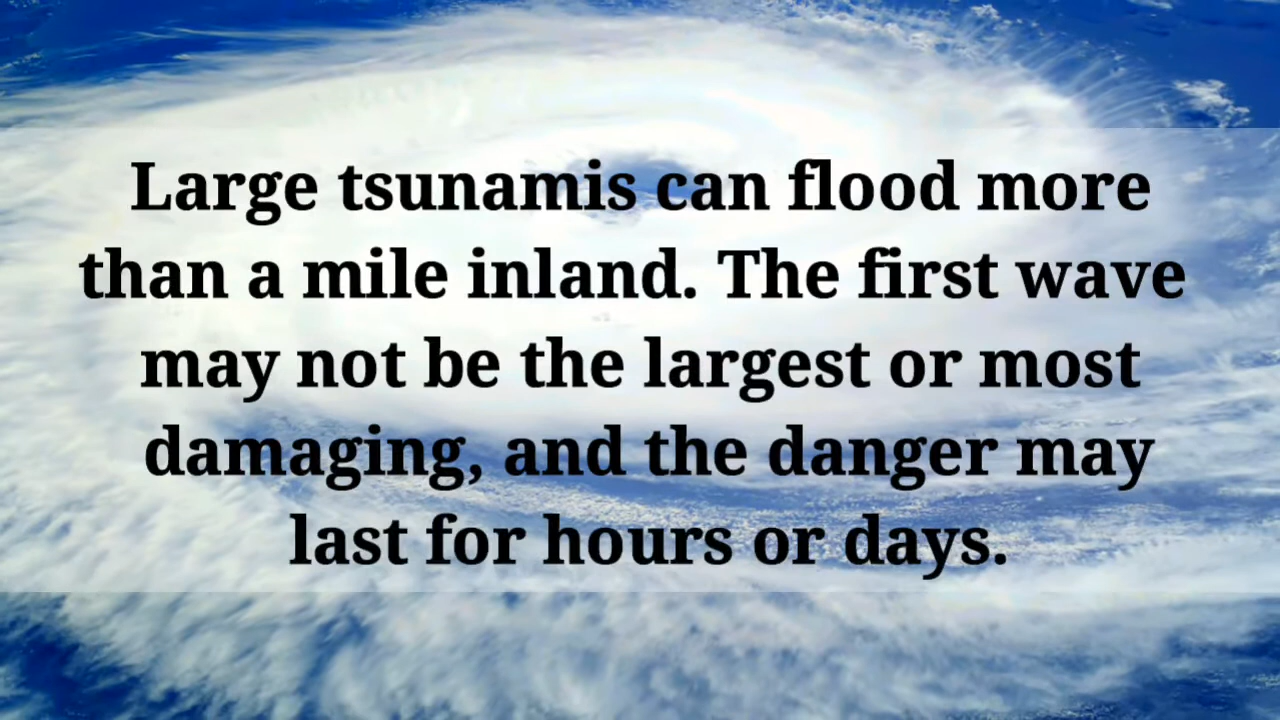 Large tsunamis can flood more
than a mile inland. The first wave
may not be the largest or most
damaging, and the danger may
last for hours or days.